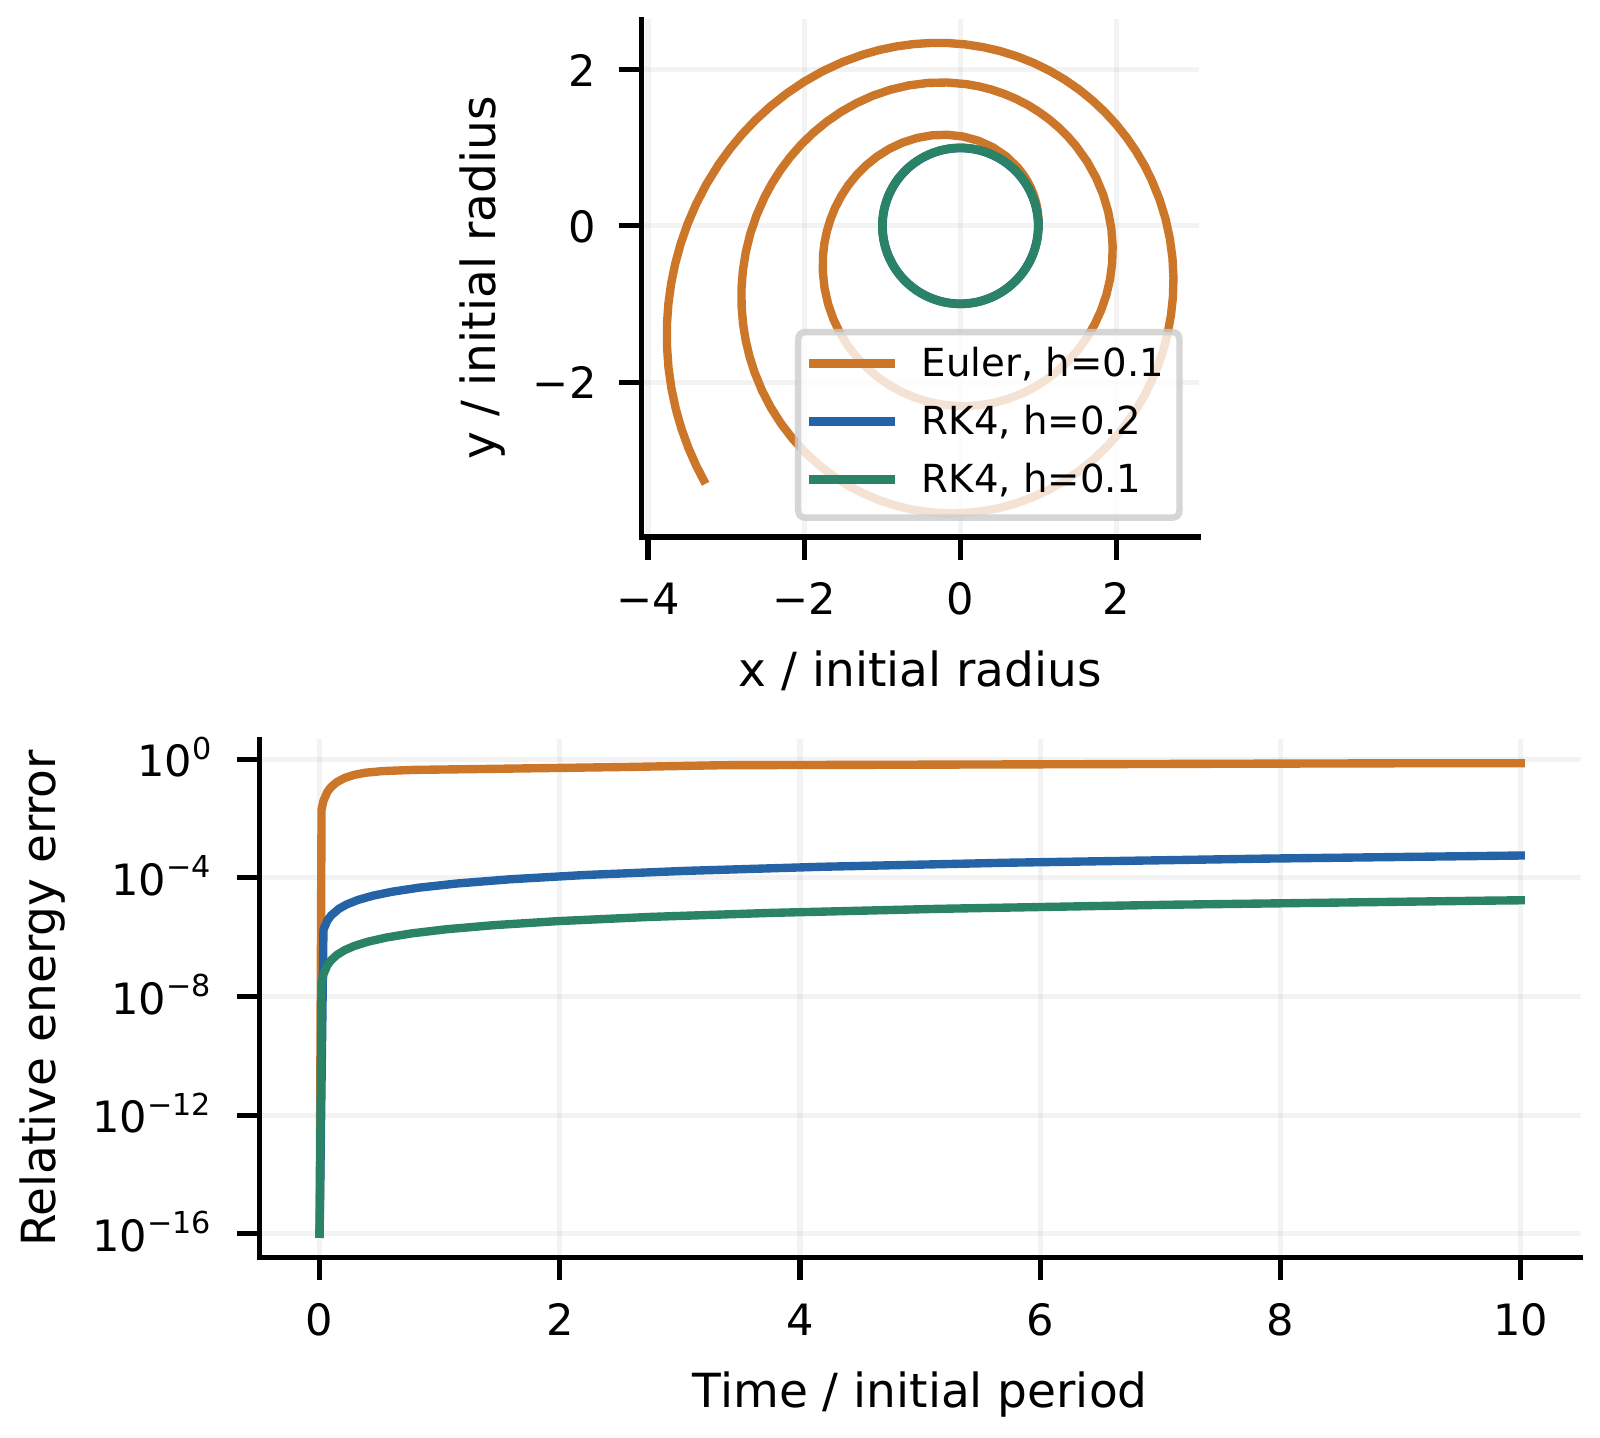 2
0
−2
y / initial radius
Euler, h=0.1
RK4, h=0.2
RK4, h=0.1
−4 −2 0 2
x / initial radius
10⁰
10⁻⁴
10⁻⁸
10⁻¹²
10⁻¹⁶
Relative energy error
0 2 4 6 8 10
Time / initial period